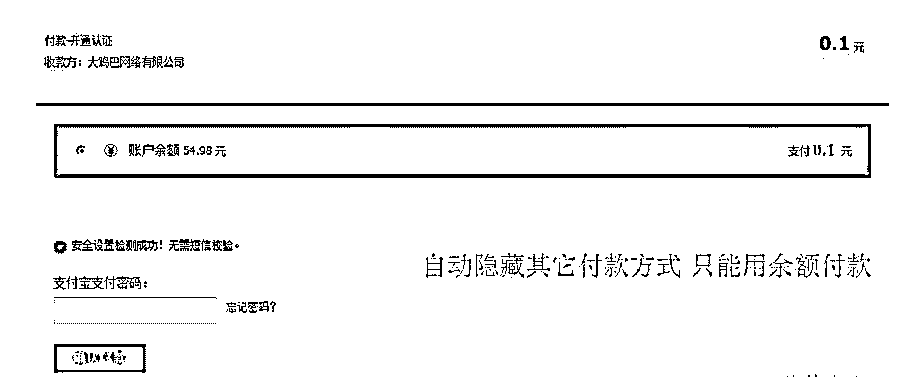 付款-开通认证
0.1 元
收款方：大鸡巴网络有限公司
账户余额 54.98 元
支付 0.1 元
安全设置检测成功！无需短信校验。
自动隐藏其它付款方式 只能用余额付款
支付宝支付密码：
忘记密码?